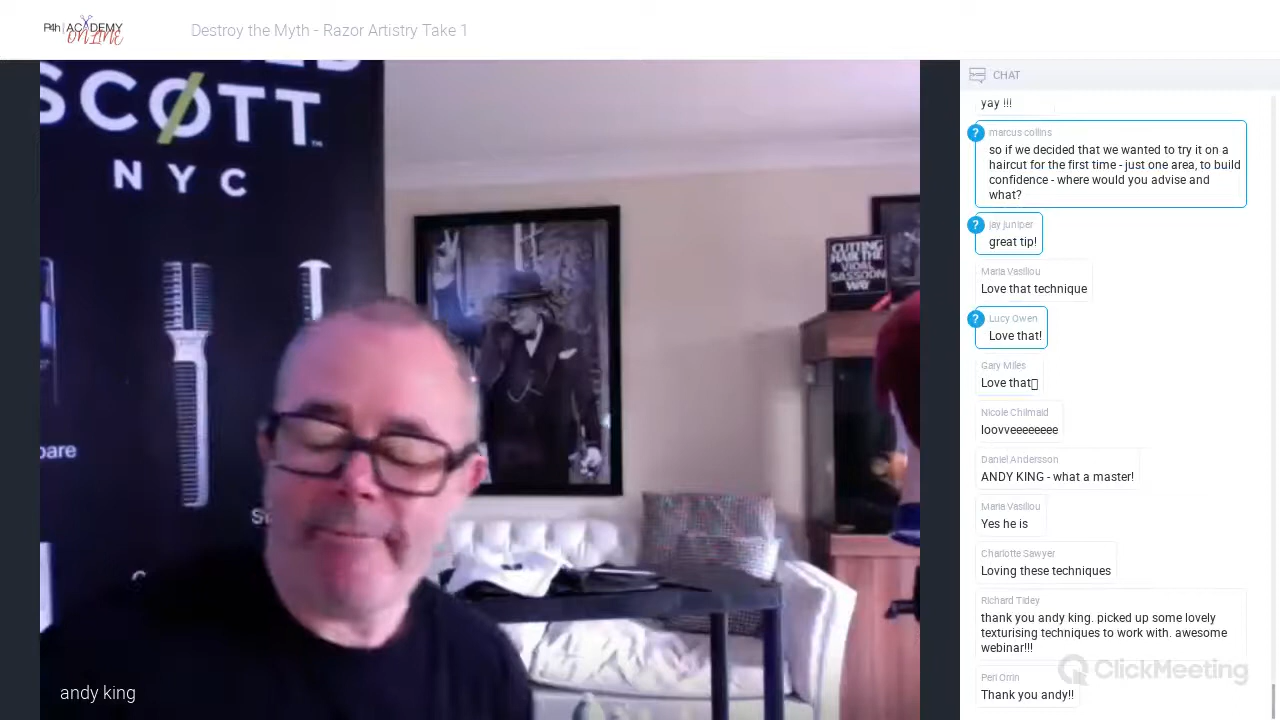 P4h ACADEMY
onLINE
Destroy the Myth - Razor Artistry Take 1
SCØTT™
NYC
CUTTING
HAIR THE
VIDAL
SASSOON
WAY
andy king
CHAT
yay !!!
marcus collins
so if we decided that we wanted to try it on a
haircut for the first time - just one area, to build
confidence - where would you advise and
what?
jay juniper
great tip!
Maria Vasiliou
Love that technique
Lucy Owen
Love that!
Gary Miles
Love that
Nicole Chilmaid
loovveeeeeeee
Daniel Andersson
ANDY KING - what a master!
Maria Vasiliou
Yes he is
Charlotte Sawyer
Loving these techniques
Richard Tidey
thank you andy king. picked up some lovely
texturising techniques to work with. awesome
webinar!!!
Peri Orrin
Thank you andy!!
ClickMeeting